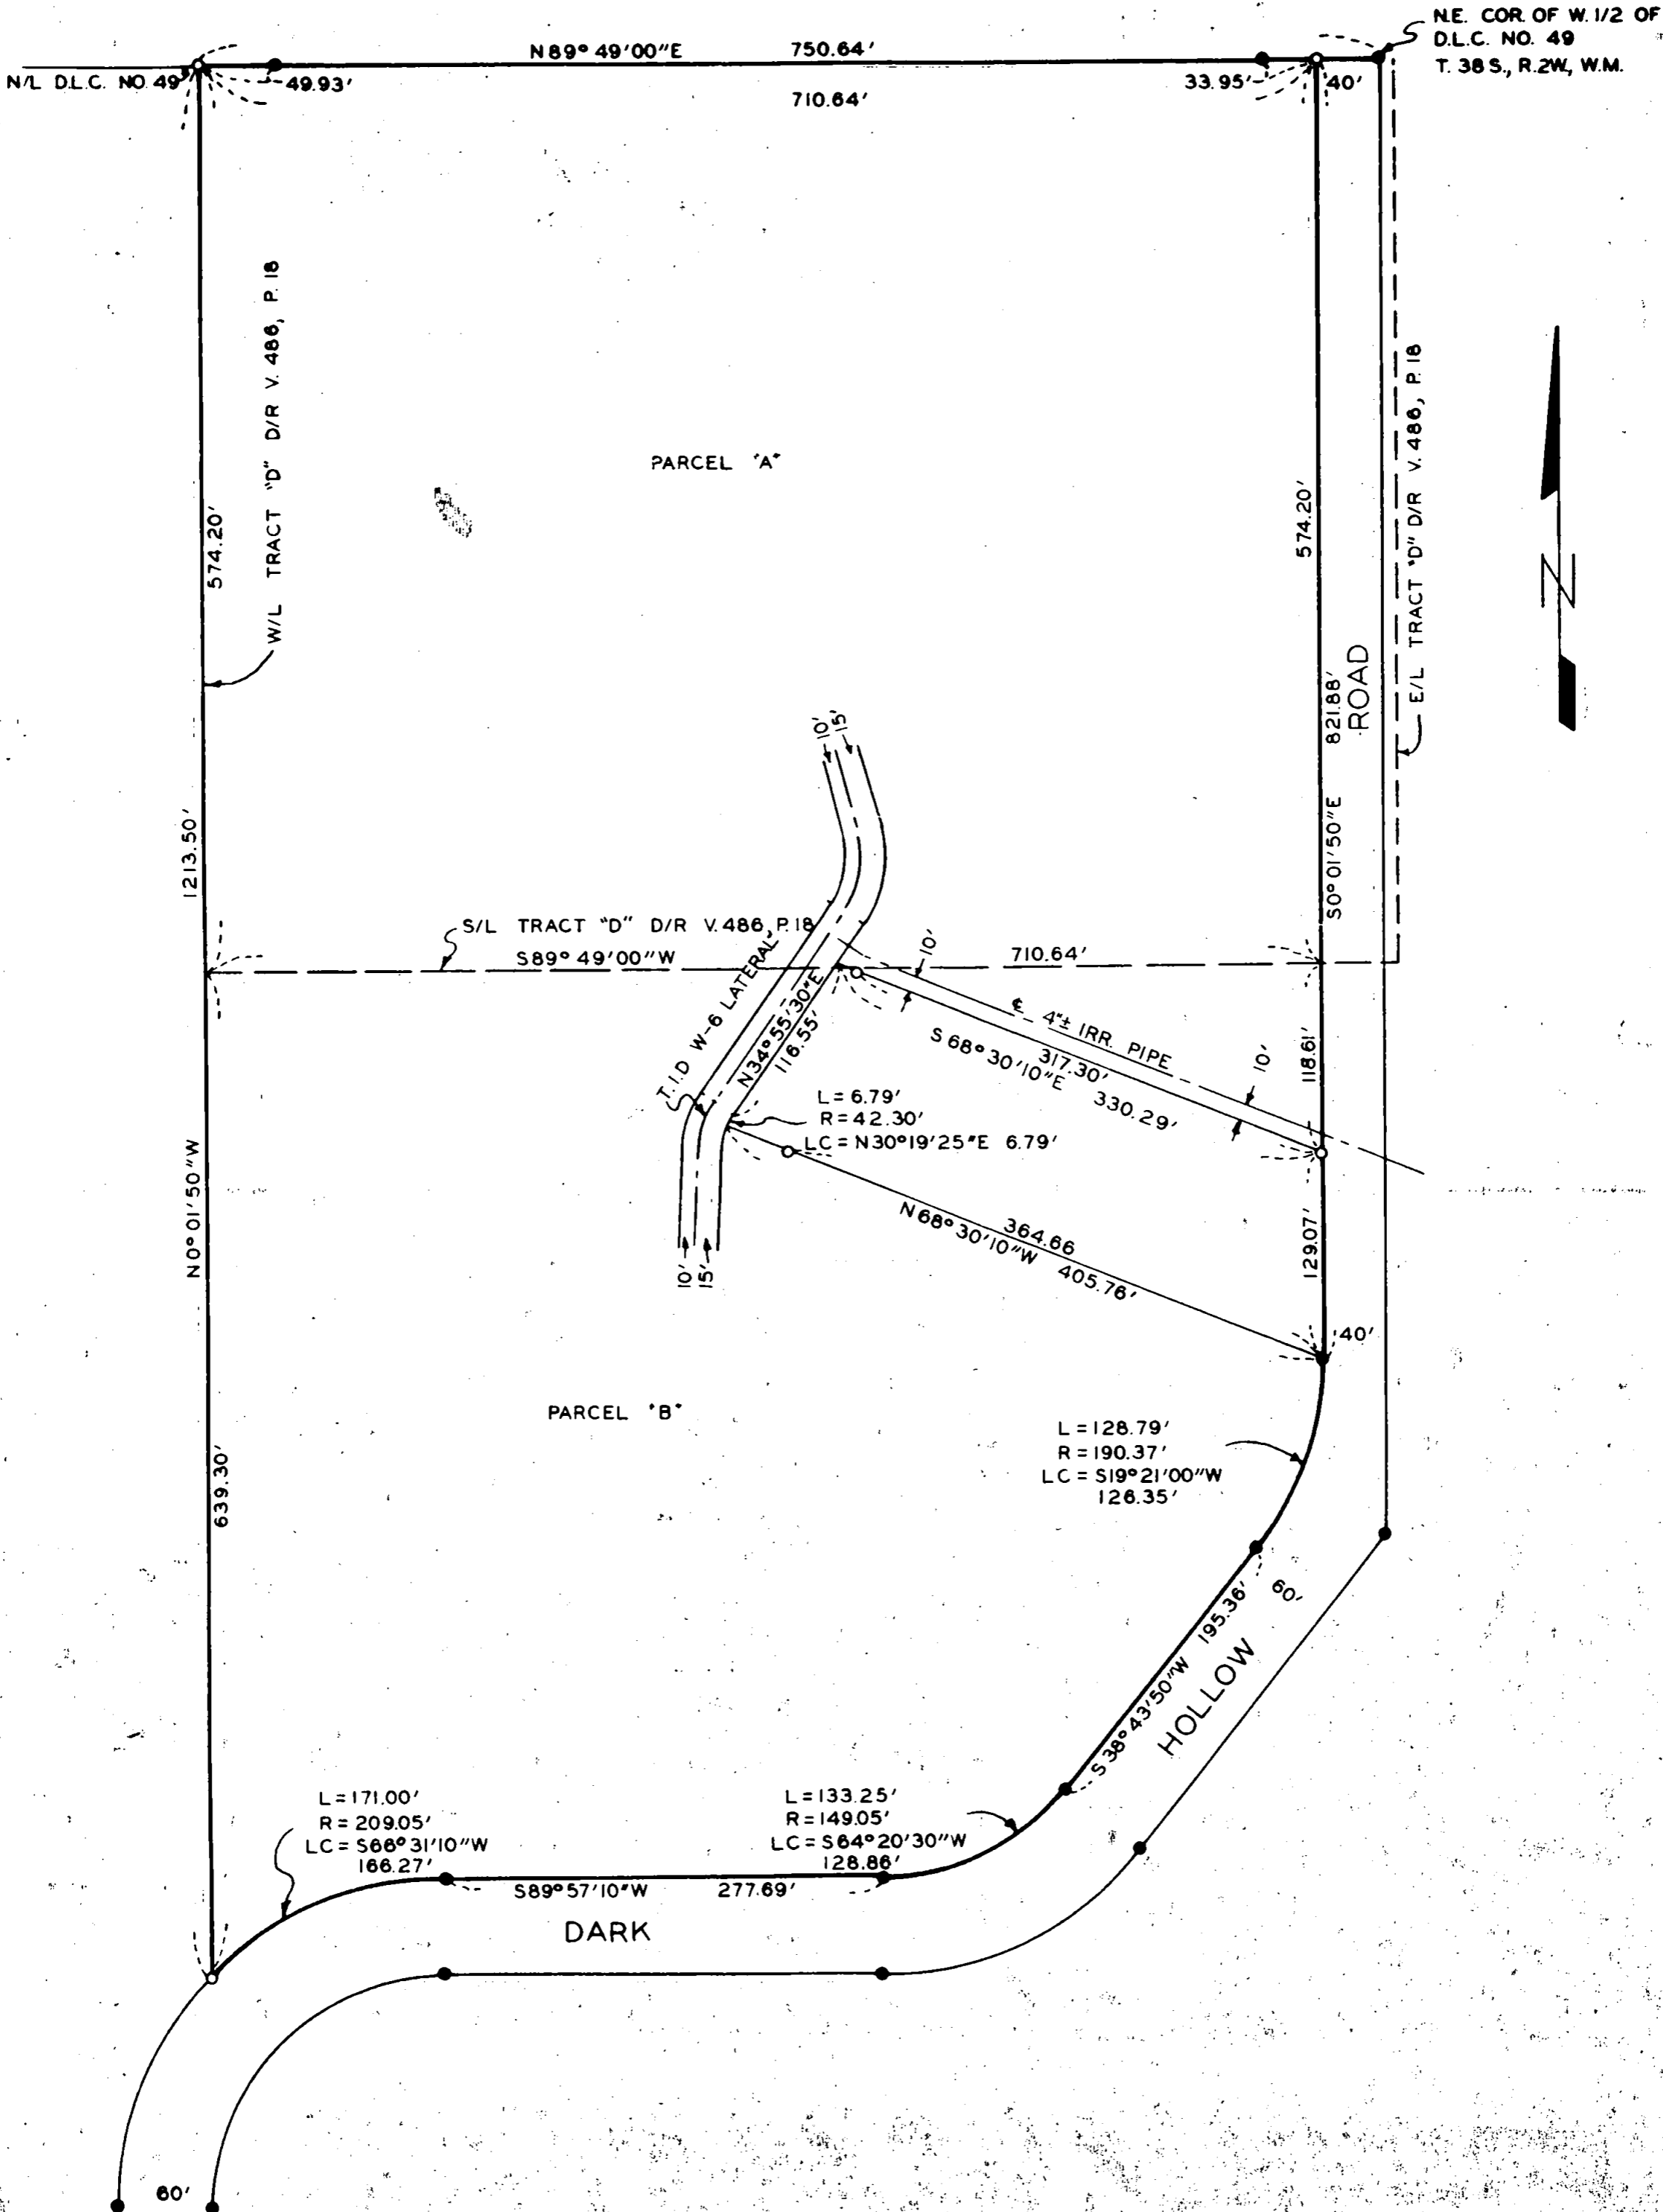 N.E. COR. OF W. 1/2 OF
D.L.C. NO. 49
T. 38 S., R.2W., W.M.
N 89° 49' 00" E 750.64'
N/L D.L.C. NO. 49
49.93'
33.95'
40'
710.64'
W/L TRACT "D" D/R V. 486, P. 18
574.20'
PARCEL "A"
574.20'
E/L TRACT "D" D/R V. 486, P. 18
N
821.88'
ROAD
S0° 01' 50" E
10'
15'
1213.50'
S/L TRACT "D" D/R V. 486, P. 18
S89° 49' 00" W
710.64'
10'
T.I.D W-6 LATERAL
N34° 55' 30" E
116.55'
℄ 4"± IRR. PIPE
317.30'
S 68° 30' 10" E 330.29'
10'
118.61'
L = 6.79'
R = 42.30'
LC = N30° 19' 25" E 6.79'
N 0° 01' 50" W
364.66
N 68° 30' 10" W 405.76'
129.07'
10'
15'
40'
PARCEL "B"
L = 128.79'
R = 190.37'
LC = S19° 21' 00" W
126.35'
639.30'
S 38° 43' 50" W 195.36'
60'
HOLLOW
L = 171.00'
R = 209.05'
LC = S66° 31' 10" W
166.27'
L = 133.25'
R = 149.05'
LC = S64° 20' 30" W
128.86'
S89° 57' 10" W 277.69'
DARK
60'